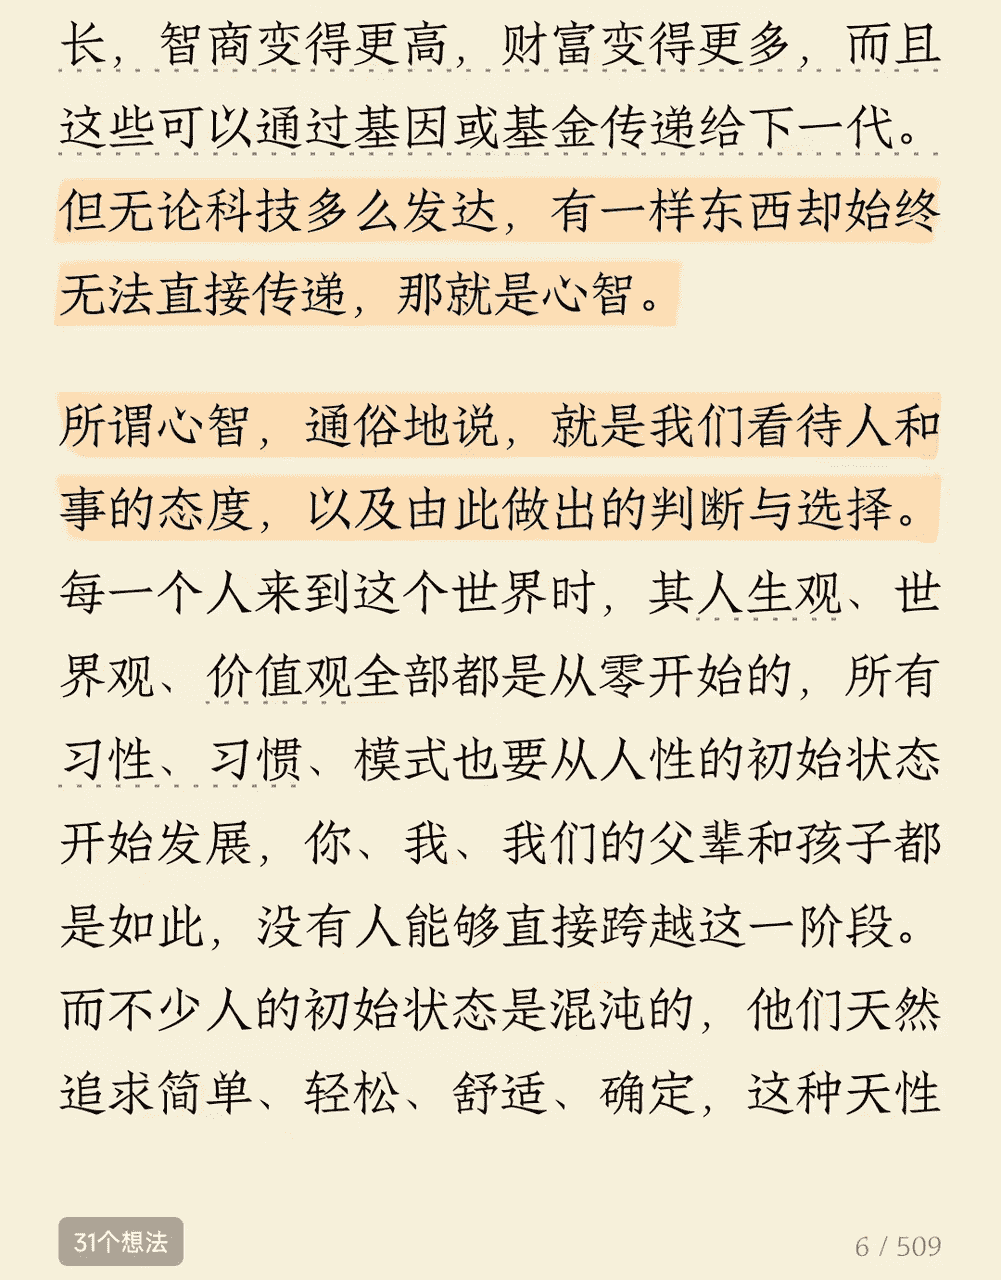 长，智商变得更高，财富变得更多，而且
这些可以通过基因或基金传递给下一代。
但无论科技多么发达，有一样东西却始终
无法直接传递，那就是心智。
所谓心智，通俗地说，就是我们看待人和
事的态度，以及由此做出的判断与选择。
每一个人来到这个世界时，其人生观、世
界观、价值观全部都是从零开始的，所有
习性、习惯、模式也要从人性的初始状态
开始发展，你、我、我们的父辈和孩子都
是如此，没有人能够直接跨越这一阶段。
而不少人的初始状态是混沌的，他们天然
追求简单、轻松、舒适、确定，这种天性
31个想法
6 / 509